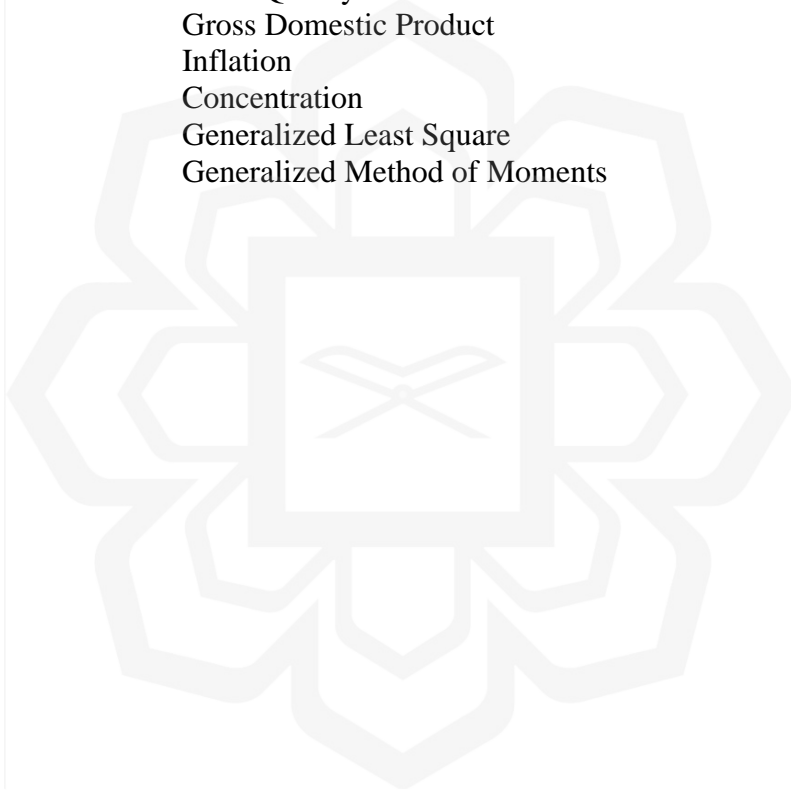 Gross Domestic Product
Inflation
Concentration
Generalized Least Square
Generalized Method of Moments